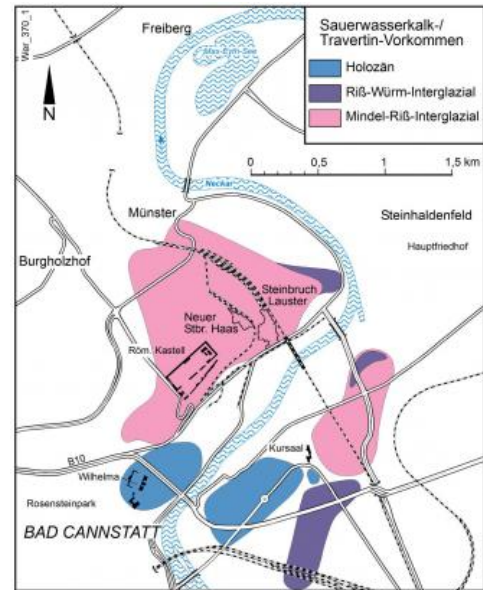 War_370_1
Freiberg
Max-Eyth-See
Sauerwasserkalk-/
Travertin-Vorkommen
Holozän
Riß-Würm-Interglazial
Mindel-Riß-Interglazial
N
0 0,5 1,5 km
Neckar
Münster
Steinhaldenfeld
Hauptfriedhof
Burgholzhof
Steinbruch
Lauster
Neuer
Stbr. Haas
Röm. Kastell
B10
Kursaal
Wilhelma
Rosensteinpark
BAD CANNSTATT